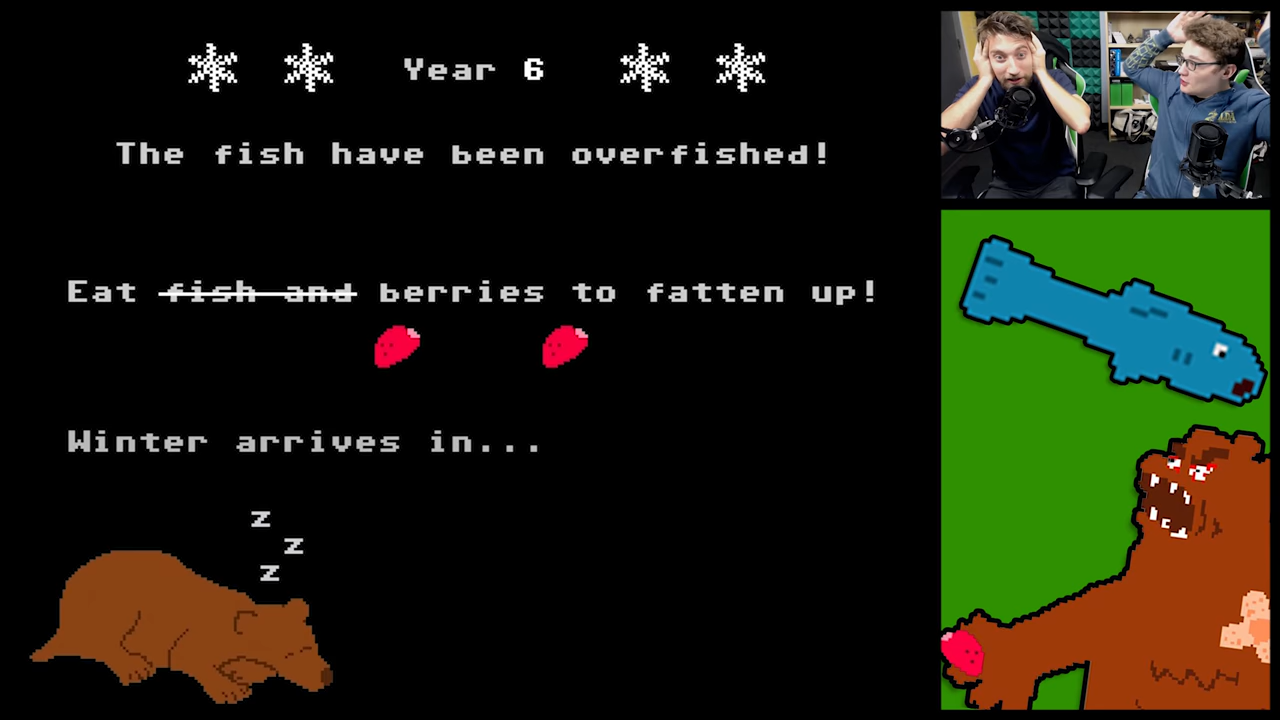 Year 6
The fish have been overfished!
Eat fish and berries to fatten up!
Winter arrives in...
z
z
z